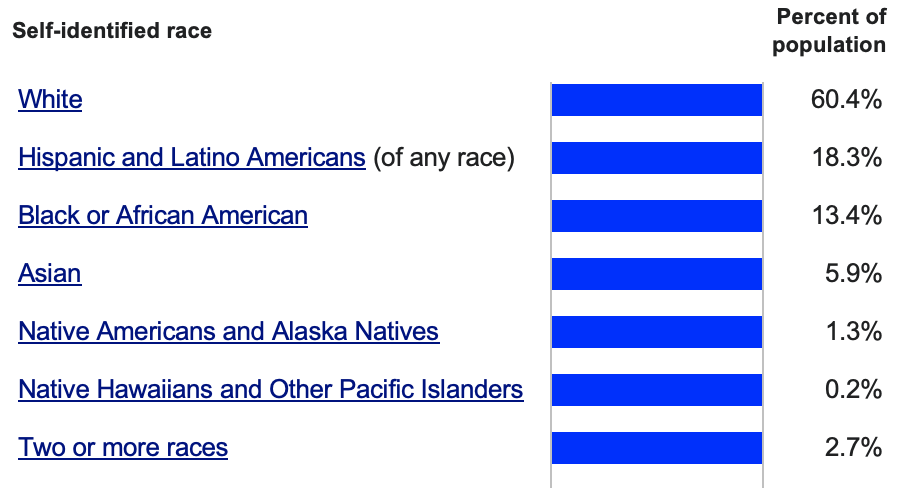 Self-identified race
Percent of
population
White 60.4%
Hispanic and Latino Americans (of any race) 18.3%
Black or African American 13.4%
Asian 5.9%
Native Americans and Alaska Natives 1.3%
Native Hawaiians and Other Pacific Islanders 0.2%
Two or more races 2.7%